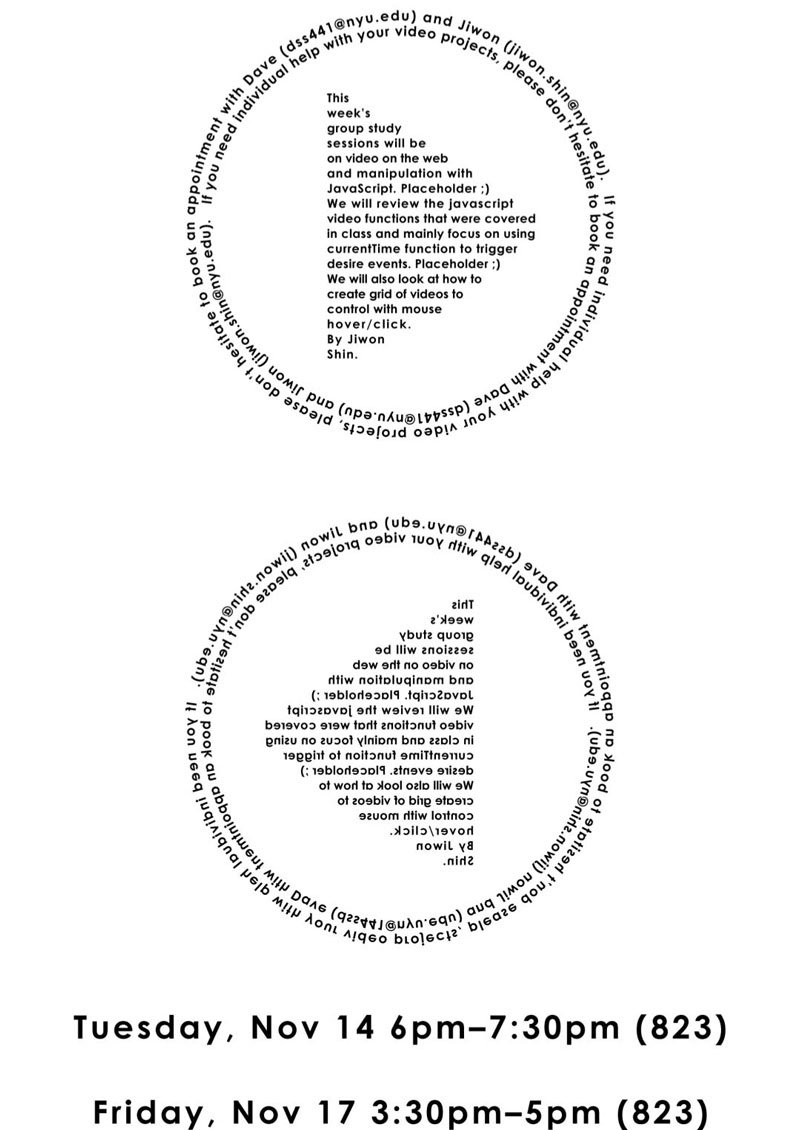 If you need individual help with your video projects, please don't hesitate to book an appointment with Dave (dss441@nyu.edu) and Jiwon (jiwon.shin@nyu.edu).
If you need individual help with your video projects, please don't hesitate to book an appointment with Dave (dss441@nyu.edu) and Jiwon (jiwon.shin@nyu.edu).
This
week's
group study
sessions will be
on video on the web
and manipulation with
JavaScript. Placeholder ;)
We will review the javascript
video functions that were covered
in class and mainly focus on using
currentTime function to trigger
desire events. Placeholder ;)
We will also look at how to
create grid of videos to
control with mouse
hover/click.
By Jiwon
Shin.
If you need individual help with your video projects, please don't hesitate to book an appointment with Dave (dss441@nyu.edu) and Jiwon (jiwon.shin@nyu.edu).
If you need individual help with your video projects, please don't hesitate to book an appointment with Dave (dss441@nyu.edu) and Jiwon (jiwon.shin@nyu.edu).
This
week's
group study
sessions will be
on video on the web
and manipulation with
JavaScript. Placeholder ;)
We will review the javascript
video functions that were covered
in class and mainly focus on using
currentTime function to trigger
desire events. Placeholder ;)
We will also look at how to
create grid of videos to
control with mouse
hover/click.
By Jiwon
Shin.
Tuesday, Nov 14 6pm–7:30pm (823)
Friday, Nov 17 3:30pm–5pm (823)